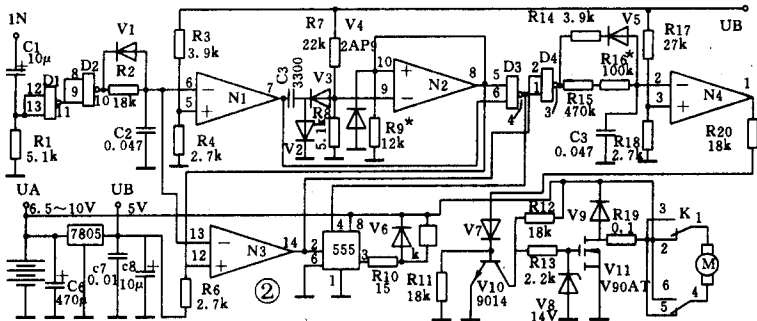 1N
C1
10μ
12
13
D1
11
8
9
D2
10
V1
R2
18k
R1
5.1k
C2
0.047
R3
3.9k
6
5
N1
7
R4
2.7k
C3
3300
V2
V3
R7
22k
V4
2AP9
R8
5.1k
10
9
N2
8
R9*
12k
5
6
D3
4
2
1
D4
3
R14 3.9k
V5
R15
470k
R16*
100k
R17
27k
UB
2
3
N4
1
C3
0.047
R18
2.7k
R20
18k
UA
6.5~10V
UB
5V
7805
C6
470μ
c7
0.01
c8
10μ
13
12
N3
14
R6
2.7k
②
2
6
4
8
555
3
1
V6
k
R10
15
R11
18k
V7
V10
9014
R12
18k
R13
2.2k
V8
14V
V9
V11
V90AT
R19
0.1
3
2
K
1
6
5
4
M